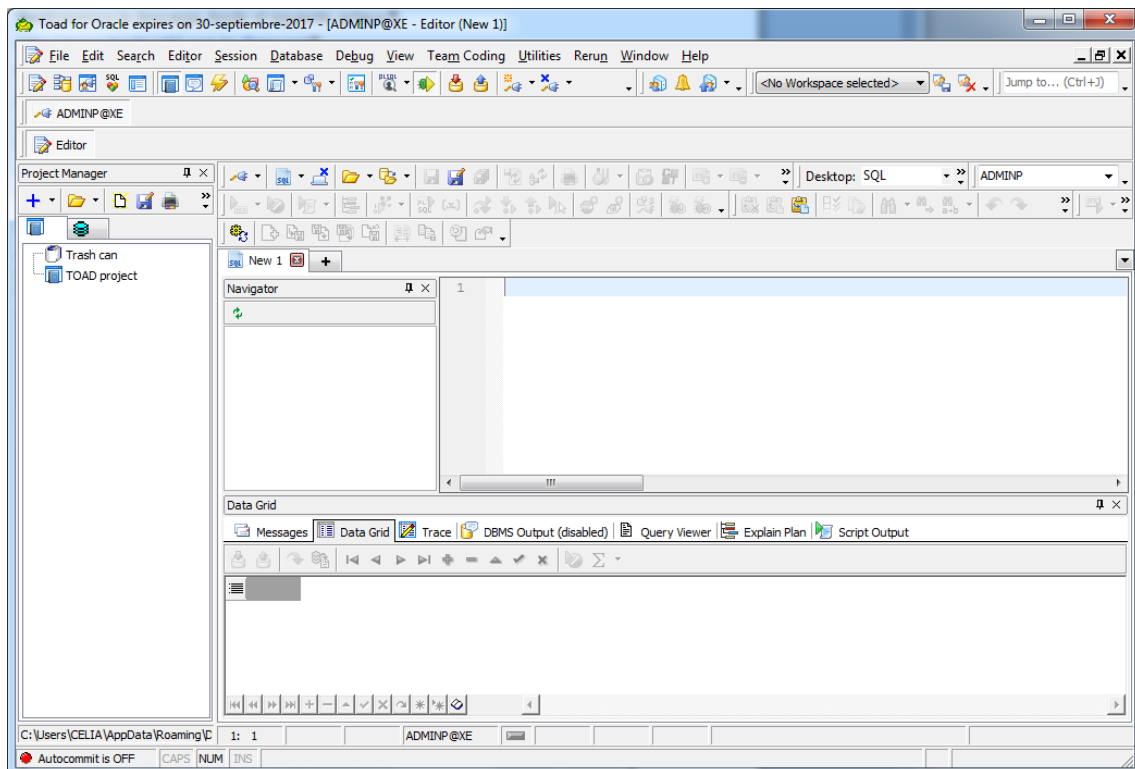 Toad for Oracle expires on 30-septiembre-2017 - [ADMINP@XE - Editor (New 1)]
File Edit Search Editor Session Database Debug View Team Coding Utilities Rerun Window Help
<No Workspace selected> Jump to... (Ctrl+J)
ADMINP@XE
Editor
Project Manager
Desktop: SQL ADMINP
Trash can
TOAD project
New 1
Navigator
1
Data Grid
Messages Data Grid Trace DBMS Output (disabled) Query Viewer Explain Plan Script Output
C:\Users\CELIA\AppData\Roaming\ 1: 1 ADMINP@XE
Autocommit is OFF CAPS NUM INS